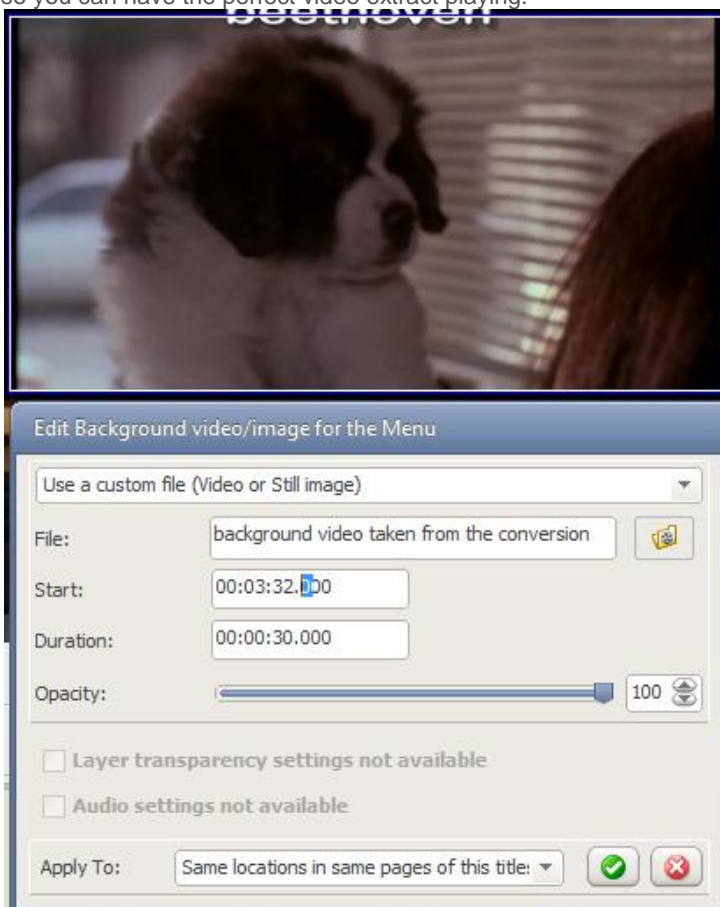 so you can have the perfect video extract playing.
beethoven
Edit Background video/image for the Menu
Use a custom file (Video or Still image)
File: background video taken from the conversion
Start: 00:03:32.000
Duration: 00:00:30.000
Opacity: 100
Layer transparency settings not available
Audio settings not available
Apply To: Same locations in same pages of this title: